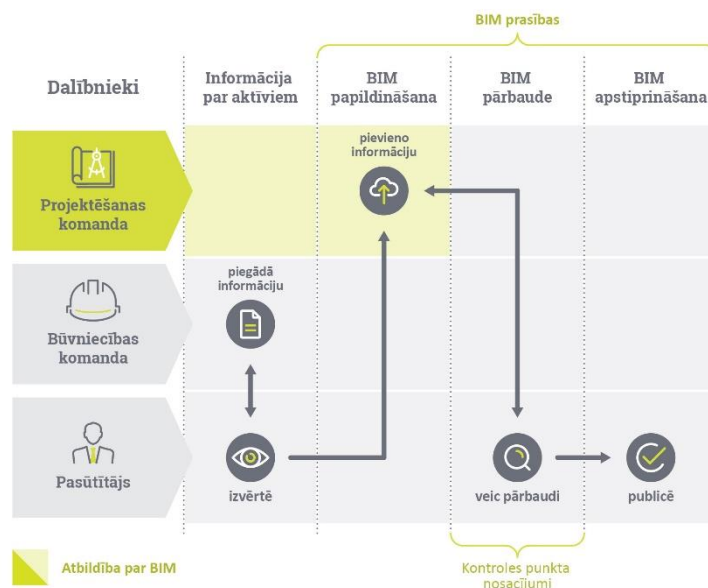 BIM prasības
Dalībnieki
Informācija
par aktīviem
BIM
papildināšana
BIM
pārbaude
BIM
apstiprināšana
Projektēšanas
komanda
pievieno
informāciju
Būvniecības
komanda
piegādā
informāciju
Pasūtītājs
izvērtē
veic pārbaudi
publicē
Atbildība par BIM
Kontroles punkta
nosacījumi